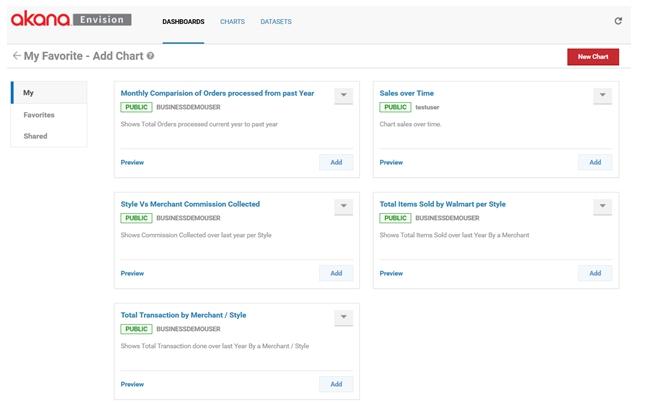 akana Envision
DASHBOARDS CHARTS DATASETS
My Favorite - Add Chart
New Chart
My
Favorites
Shared
Monthly Comparision of Orders processed from past Year
PUBLIC BUSINESSDEMOUSER
Shows Total Orders processed current yesr to past year
Preview Add
Sales over Time
PUBLIC testuser
Chart sales over time.
Preview Add
Style Vs Merchant Commission Collected
PUBLIC BUSINESSDEMOUSER
Shows Commission Collected over last year per Style
Preview Add
Total Items Sold by Walmart per Style
PUBLIC BUSINESSDEMOUSER
Shows Total Items Sold over last Year By a Merchant
Preview Add
Total Transaction by Merchant / Style
PUBLIC BUSINESSDEMOUSER
Shows Total Transaction done over last Year By a Merchant / Style
Preview Add